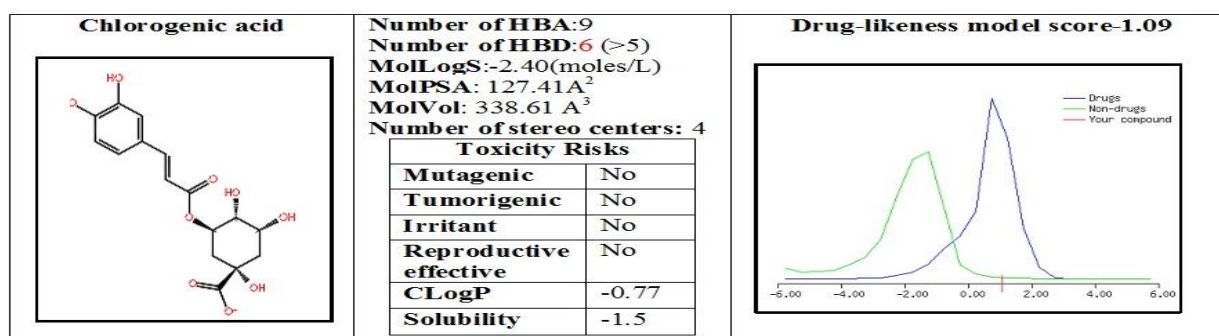 Chlorogenic acid
HO
O
O
HO
O
OH
O
OH
O-
Number of HBA:9
Number of HBD:6 (>5)
MolLogS:-2.40(moles/L)
MolPSA: 127.41A2
MolVol: 338.61 A3
Number of stereo centers: 4
Toxicity Risks
Mutagenic No
Tumorigenic No
Irritant No
Reproductive No
effective
CLogP -0.77
Solubility -1.5
Drug-likeness model score-1.09
Drugs
Non-drugs
Your compound
-6.00 -4.00 -2.00 0.00 2.00 4.00 6.00